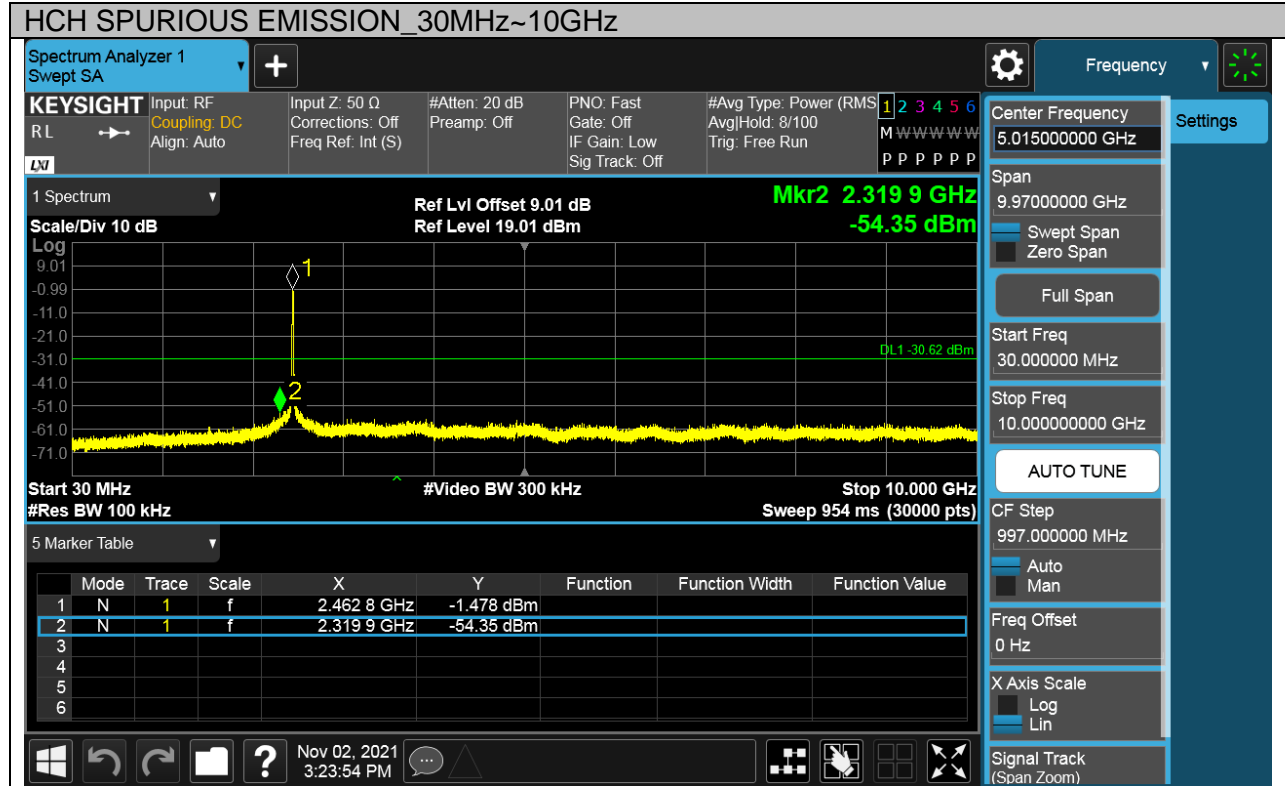 HCH SPURIOUS EMISSION_30MHz~10GHz
Spectrum Analyzer 1
Swept SA
Frequency
KEYSIGHT
RL
LXI
Input: RF
Coupling: DC
Align: Auto
Input Z: 50 Ω
Corrections: Off
Freq Ref: Int (S)
#Atten: 20 dB
Preamp: Off
PNO: Fast
Gate: Off
IF Gain: Low
Sig Track: Off
#Avg Type: Power (RMS
Avg|Hold: 8/100
Trig: Free Run
1 2 3 4 5 6
M W W W W W
P P P P P P
1 Spectrum
Scale/Div 10 dB
Ref Lvl Offset 9.01 dB
Ref Level 19.01 dBm
Mkr2 2.319 9 GHz
-54.35 dBm
Log
9.01
-0.99
-11.0
-21.0
-31.0
-41.0
-51.0
-61.0
-71.0
1
2
DL1 -30.62 dBm
Start 30 MHz
#Video BW 300 kHz
Stop 10.000 GHz
#Res BW 100 kHz
Sweep 954 ms (30000 pts)
5 Marker Table
Mode Trace Scale X Y Function Function Width Function Value
1 N 1 f 2.462 8 GHz -1.478 dBm
2 N 1 f 2.319 9 GHz -54.35 dBm
3
4
5
6
Nov 02, 2021
3:23:54 PM
Center Frequency
5.015000000 GHz
Settings
Span
9.97000000 GHz
Swept Span
Zero Span
Full Span
Start Freq
30.000000 MHz
Stop Freq
10.000000000 GHz
AUTO TUNE
CF Step
997.000000 MHz
Auto
Man
Freq Offset
0 Hz
X Axis Scale
Log
Lin
Signal Track
(Span Zoom)